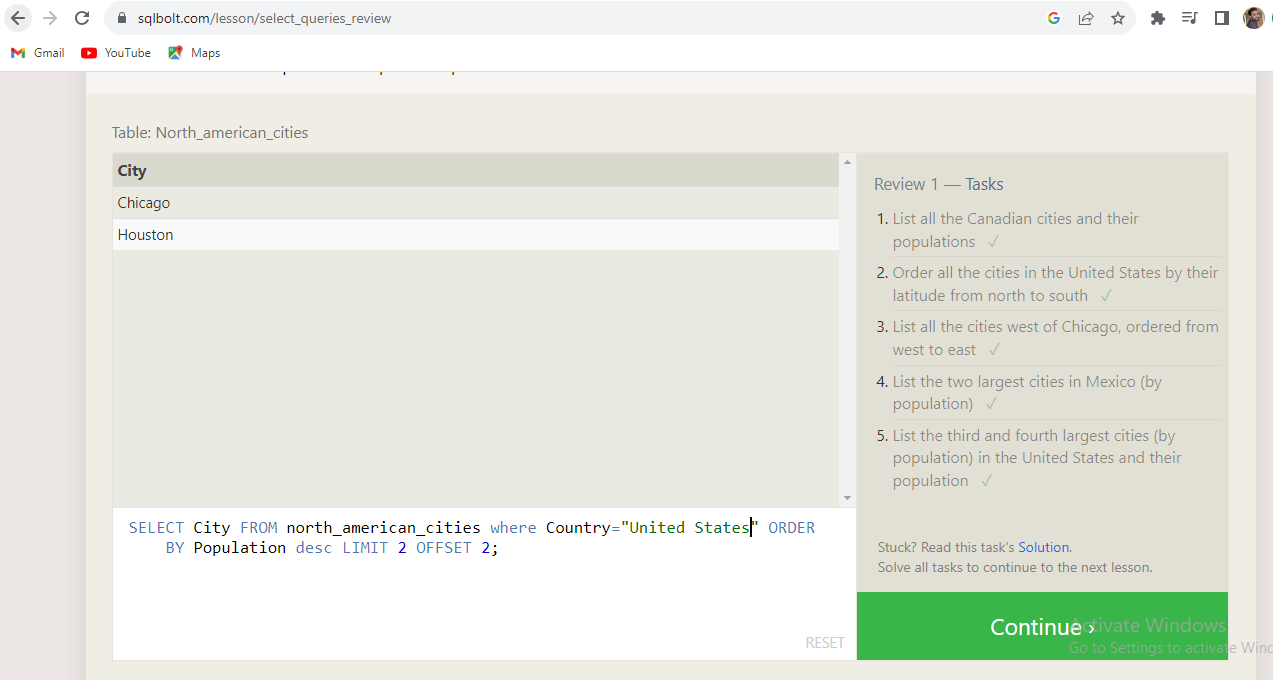 sqlbolt.com/lesson/select_queries_review
Gmail YouTube Maps
Table: North_american_cities
City
Chicago
Houston
SELECT City FROM north_american_cities where Country="United States" ORDER
BY Population desc LIMIT 2 OFFSET 2;
RESET
Review 1 — Tasks
1. List all the Canadian cities and their
populations ✓
2. Order all the cities in the United States by their
latitude from north to south ✓
3. List all the cities west of Chicago, ordered from
west to east ✓
4. List the two largest cities in Mexico (by
population) ✓
5. List the third and fourth largest cities (by
population) in the United States and their
population ✓
Stuck? Read this task's Solution.
Solve all tasks to continue to the next lesson.
Continue ›
Activate Windows
Go to Settings to activate